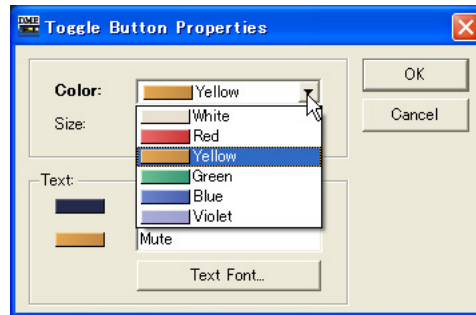 DME
Toggle Button Properties
OK
Cancel
Color:
Yellow
White
Red
Yellow
Green
Blue
Violet
Size:
Text:
Mute
Text Font...